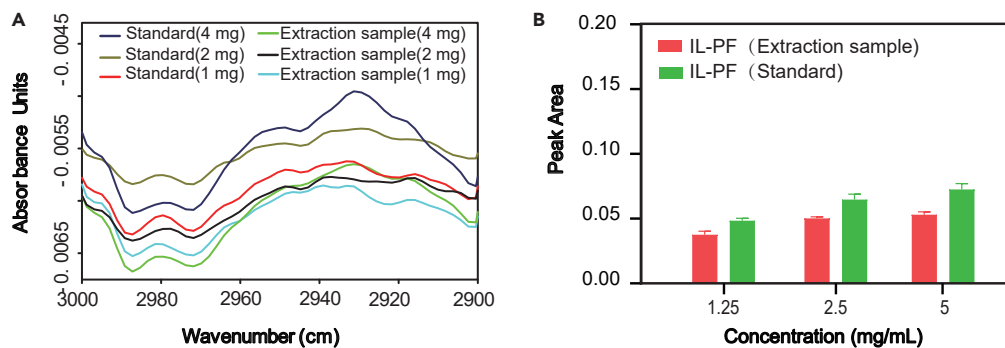 A
Absorbance Units
-0.0045
-0.0055
0.0065
Standard(4 mg)
Standard(2 mg)
Standard(1 mg)
Extraction sample(4 mg)
Extraction sample(2 mg)
Extraction sample(1 mg)
3000 2980 2960 2940 2920 2900
Wavenumber (cm)
B
Peak Area
0.20
0.15
0.10
0.05
0.00
IL-PF（Extraction sample)
IL-PF（Standard)
1.25 2.5 5
Concentration (mg/mL)